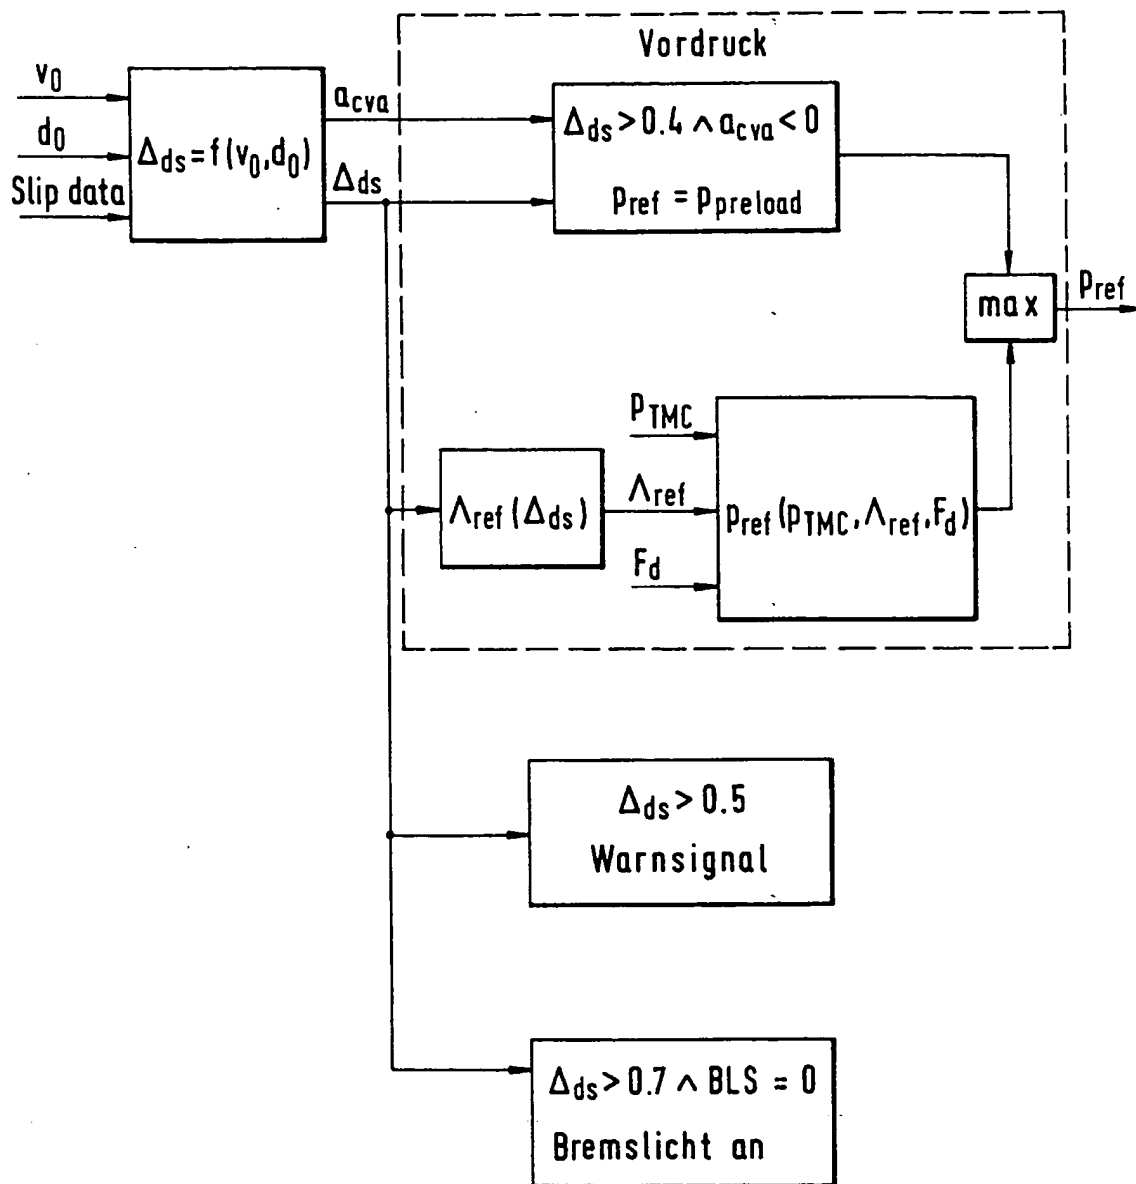 Vordruck
v0
d0
Slip data
Δds=f(v0,d0)
acva
Δds
Δds>0.4 ∧ acva<0
pref = ppreload
max
pref
Λref(Δds)
pTMC
Λref
Fd
pref(pTMC,Λref,Fd)
Δds>0.5
Warnsignal
Δds>0.7 ∧ BLS = 0
Bremslicht an